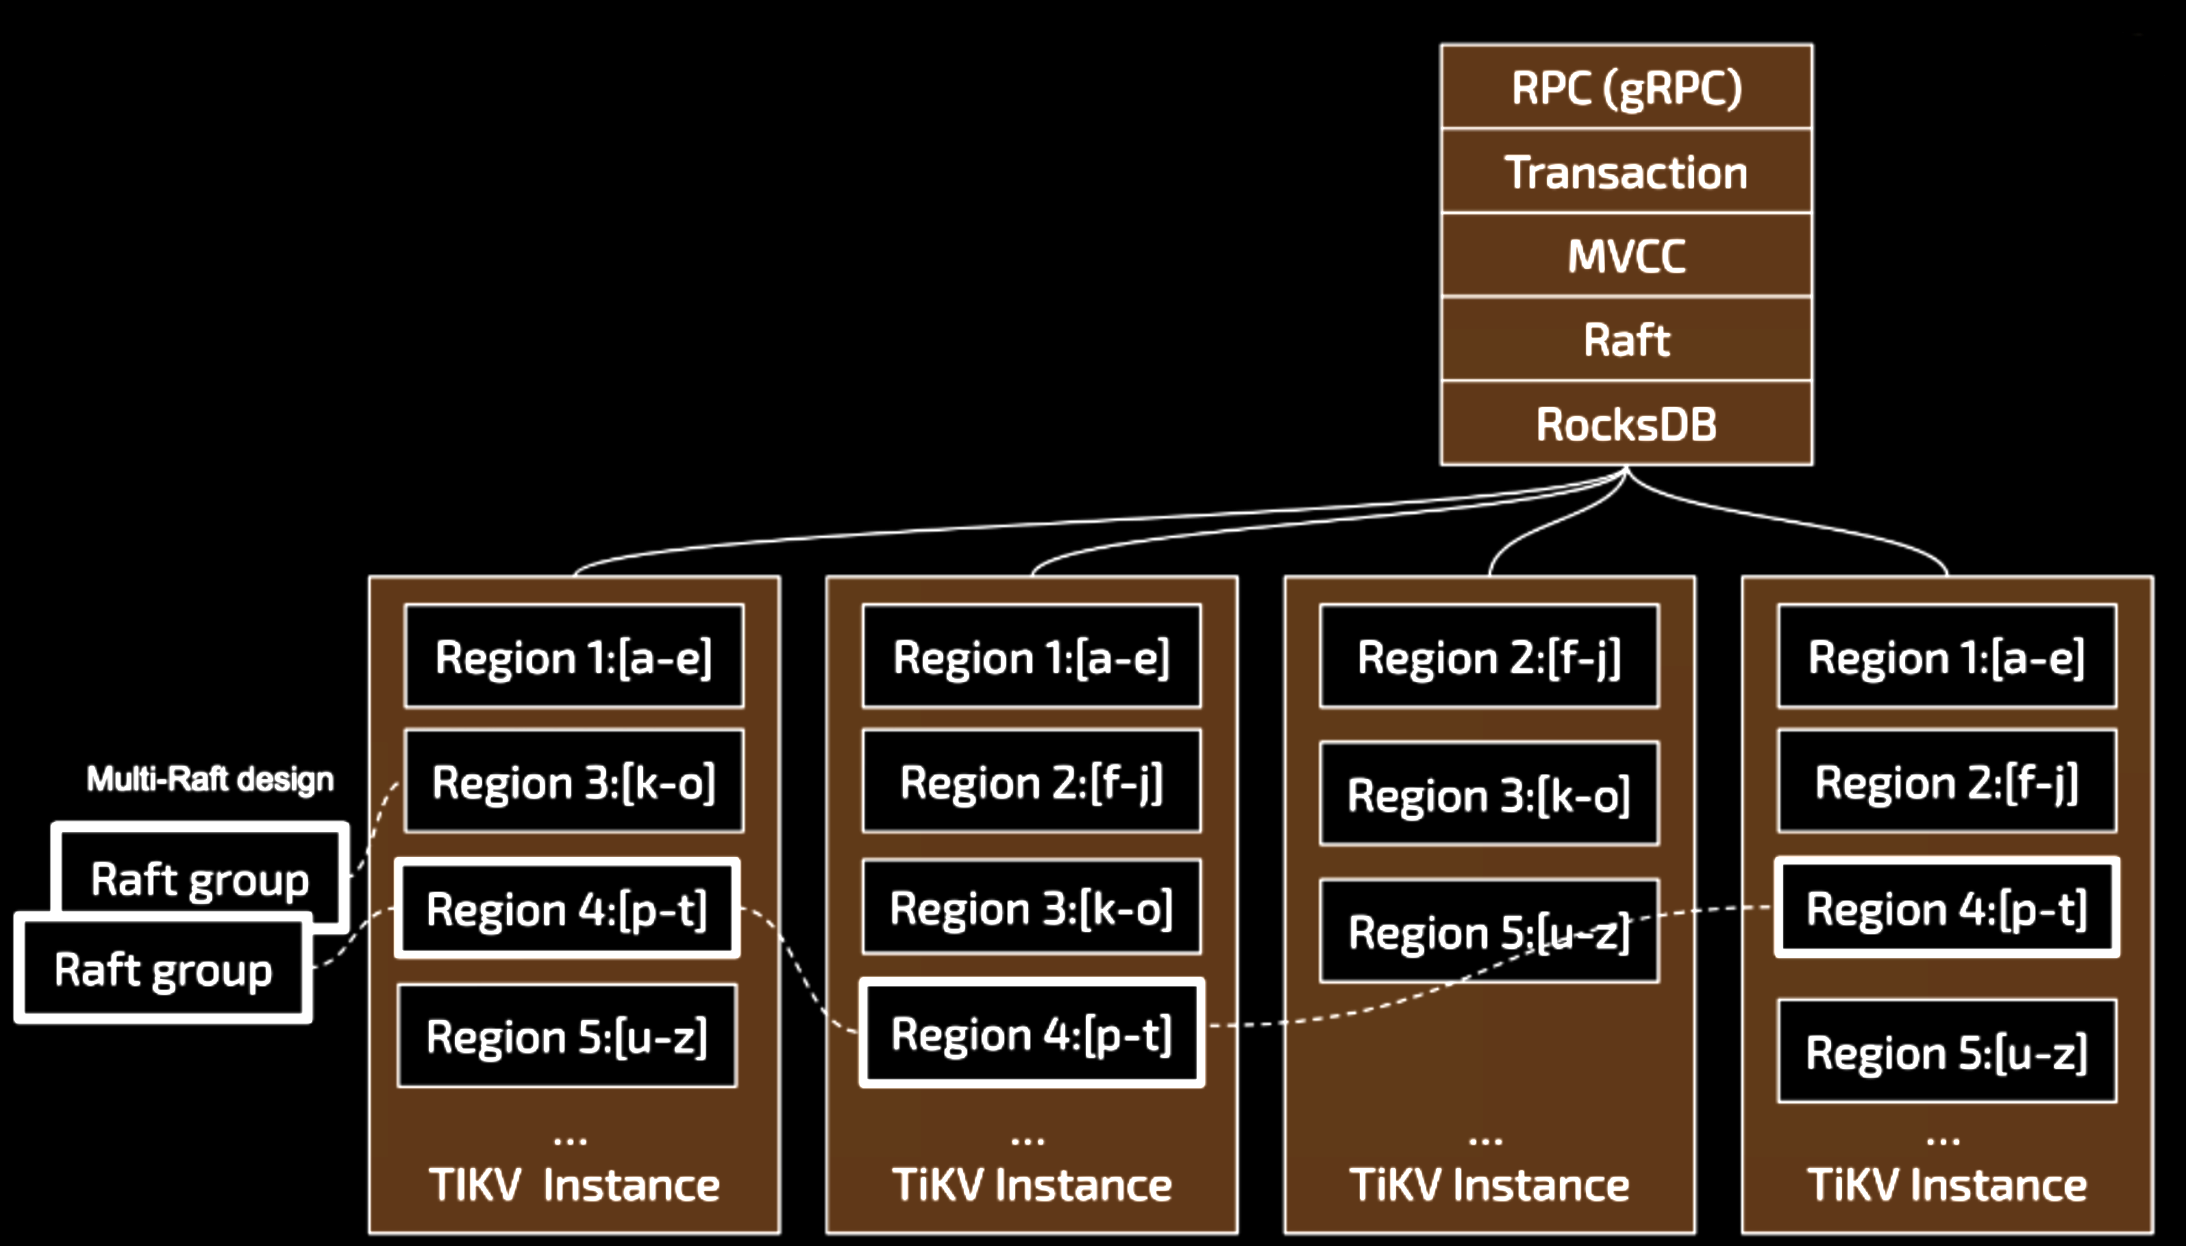 RPC (gRPC)
Transaction
MVCC
Raft
RocksDB
Multi-Raft design
Raft group
Raft group
Region 1:[a-e]
Region 3:[k-o]
Region 4:[p-t]
Region 5:[u-z]
...
TIKV Instance
Region 1:[a-e]
Region 2:[f-j]
Region 3:[k-o]
Region 4:[p-t]
...
TiKV Instance
Region 2:[f-j]
Region 3:[k-o]
Region 5:[u-z]
...
TiKV Instance
Region 1:[a-e]
Region 2:[f-j]
Region 4:[p-t]
Region 5:[u-z]
...
TiKV Instance